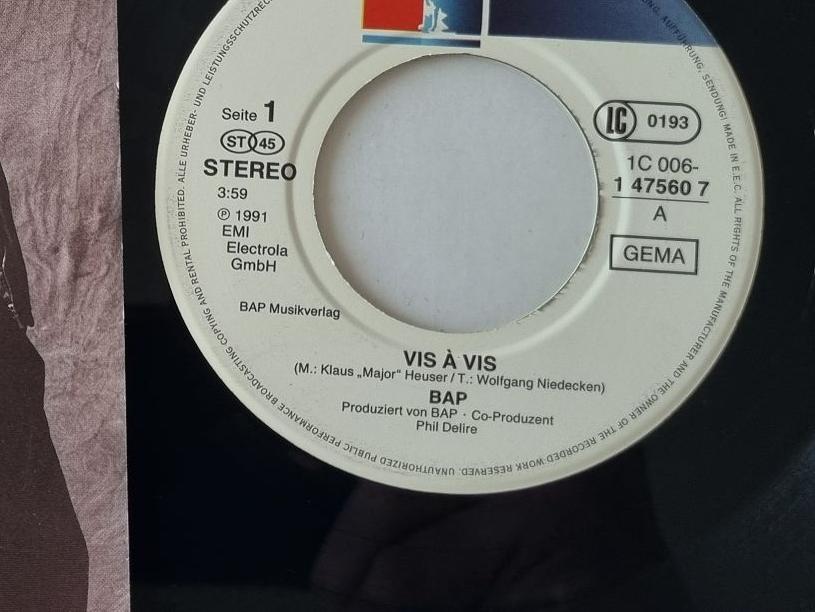 Seite 1
ST 45
STEREO
3:59
℗ 1991
EMI
Electrola
GmbH
BAP Musikverlag
LC 0193
1C 006-
1 47560 7
A
GEMA
VIS À VIS
(M.: Klaus „Major“ Heuser / T.: Wolfgang Niedecken)
BAP
Produziert von BAP · Co-Produzent
Phil Delire
NG. AUFFÜHRUNG, SENDUNG! MADE IN E.E.C. ALL RIGHTS OF THE MANUFACTURER AND THE OWNER OF THE RECORDED WORKED RESERVED. UNAUTHORIZED PUBLIC PERFORMANCE BROADCASTING COPYING AND RENTAL PROHIBITED. ALLE URHEBER- UND LEISTUNGSSCHUTZREC